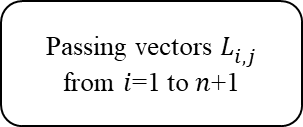 Passing vectors L_{i,j}
from i=1 to n+1